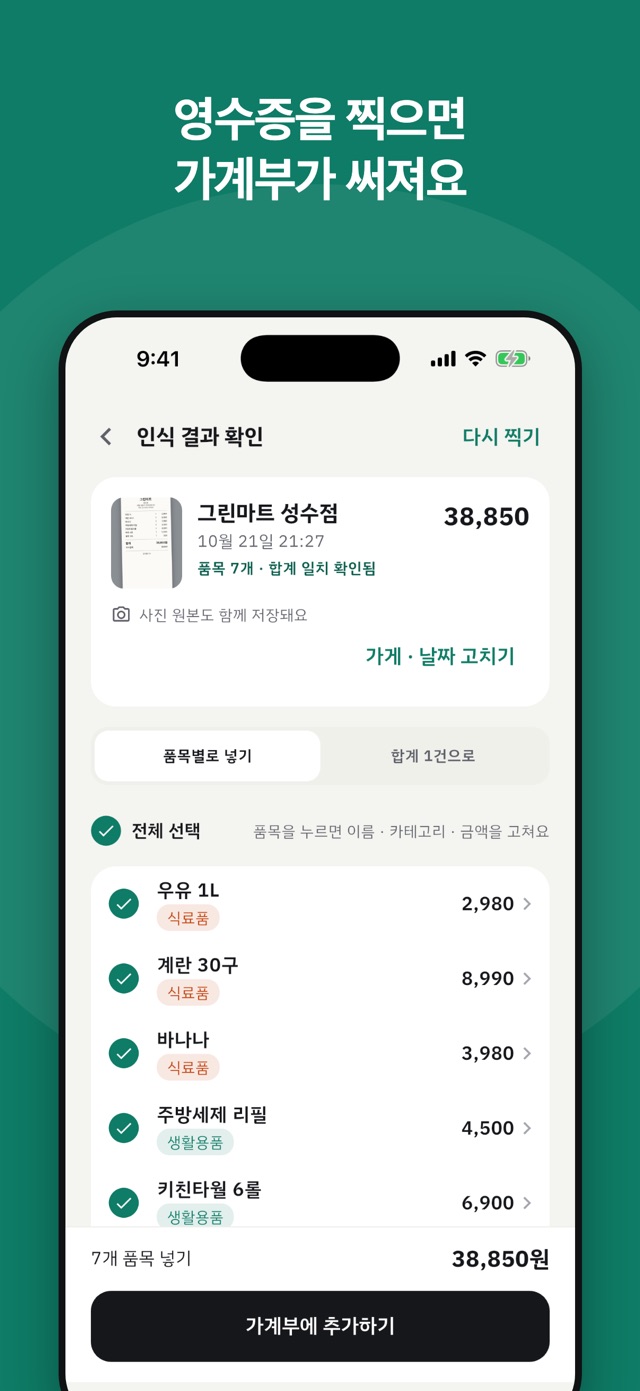 영수증을 찍으면
가계부가 써져요
9:41
인식 결과 확인
다시 찍기
그린마트 성수점
38,850
10월 21일 21:27
품목 7개 · 합계 일치 확인됨
사진 원본도 함께 저장돼요
가게 · 날짜 고치기
품목별로 넣기
합계 1건으로
전체 선택
품목을 누르면 이름 · 카테고리 · 금액을 고쳐요
우유 1L
식료품
2,980
계란 30구
식료품
8,990
바나나
식료품
3,980
주방세제 리필
생활용품
4,500
키친타월 6롤
생활용품
6,900
7개 품목 넣기
38,850원
가계부에 추가하기